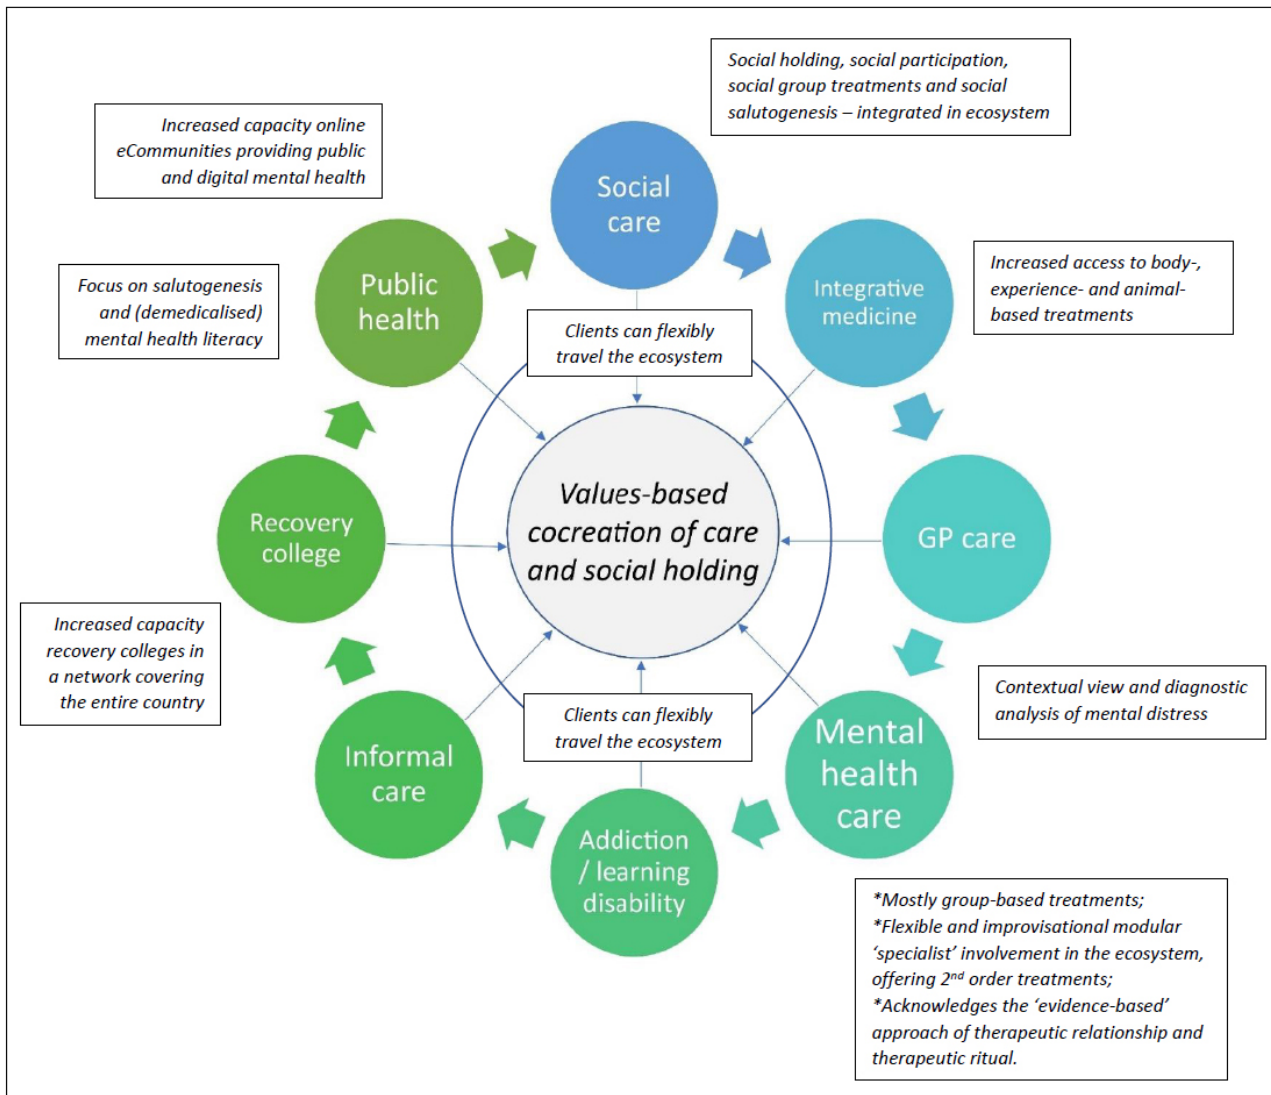 Social holding, social participation,
social group treatments and social
salutogenesis – integrated in ecosystem
Increased capacity online
eCommunities providing public
and digital mental health
Social
care
Focus on salutogenesis
and (demedicalised)
mental health literacy
Public
health
Integrative
medicine
Increased access to body-,
experience- and animal-
based treatments
Clients can flexibly
travel the ecosystem
Recovery
college
Values-based
cocreation of care
and social holding
GP care
Increased capacity
recovery colleges in
a network covering
the entire country
Contextual view and diagnostic
analysis of mental distress
Clients can flexibly
travel the ecosystem
Informal
care
Mental
health
care
Addiction
/ learning
disability
*Mostly group-based treatments;
*Flexible and improvisational modular
‘specialist’ involvement in the ecosystem,
offering 2nd order treatments;
*Acknowledges the ‘evidence-based’
approach of therapeutic relationship and
therapeutic ritual.